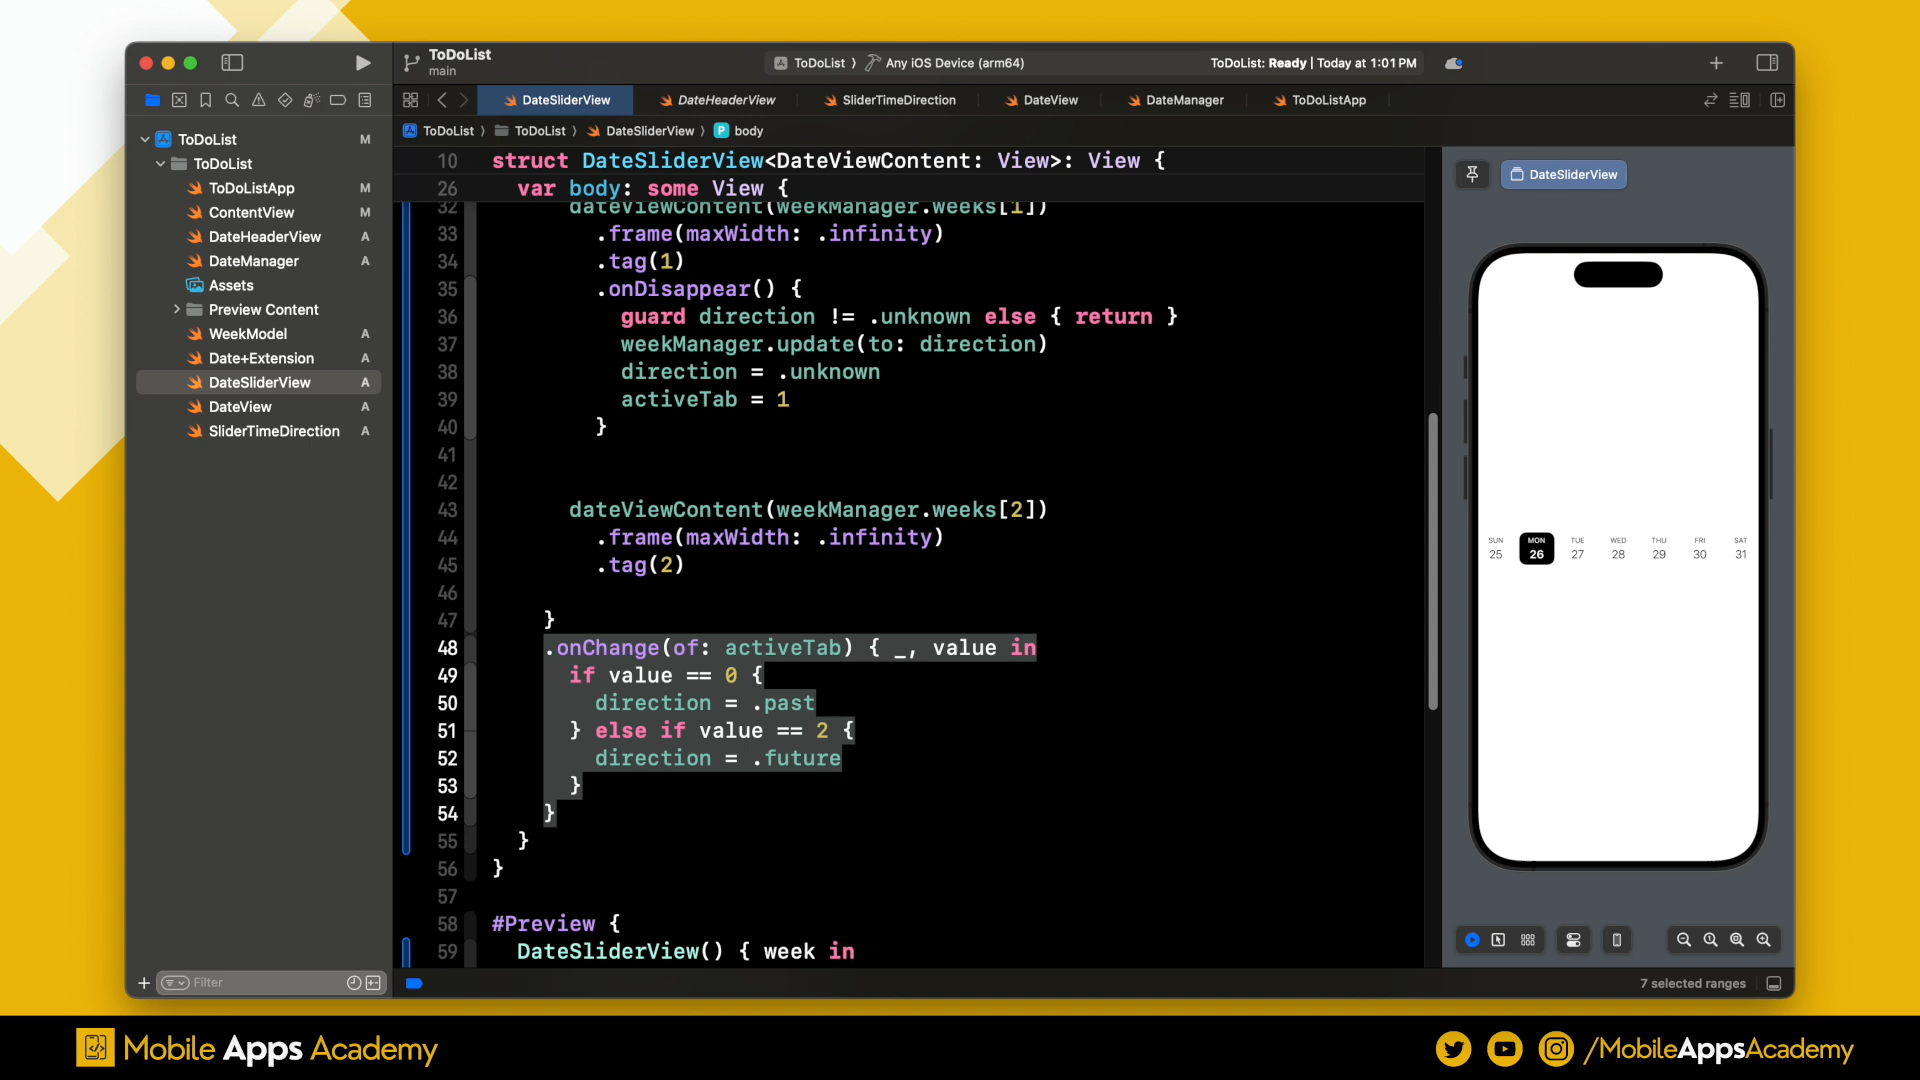 ToDoList
main
ToDoList 〉 Any iOS Device (arm64)
ToDoList: Ready | Today at 1:01 PM
DateSliderView
DateHeaderView
SliderTimeDirection
DateView
DateManager
ToDoListApp
ToDoList 〉 ToDoList 〉 DateSliderView 〉 P body
ToDoList M
ToDoList
ToDoListApp M
ContentView M
DateHeaderView A
DateManager A
Assets
Preview Content
WeekModel A
Date+Extension A
DateSliderView A
DateView A
SliderTimeDirection A
Filter
10 struct DateSliderView<DateViewContent: View>: View {
26 var body: some View {
32 dateViewContent(weekManager.weeks[1])
33 .frame(maxWidth: .infinity)
34 .tag(1)
35 .onDisappear() {
36 guard direction != .unknown else { return }
37 weekManager.update(to: direction)
38 direction = .unknown
39 activeTab = 1
40 }
41
42
43 dateViewContent(weekManager.weeks[2])
44 .frame(maxWidth: .infinity)
45 .tag(2)
46
47 }
48 .onChange(of: activeTab) { _, value in
49 if value == 0 {
50 direction = .past
51 } else if value == 2 {
52 direction = .future
53 }
54 }
55 }
56 }
57
58 #Preview {
59 DateSliderView() { week in
DateSliderView
SUN MON TUE WED THU FRI SAT
25 26 27 28 29 30 31
7 selected ranges
Mobile Apps Academy
/MobileAppsAcademy